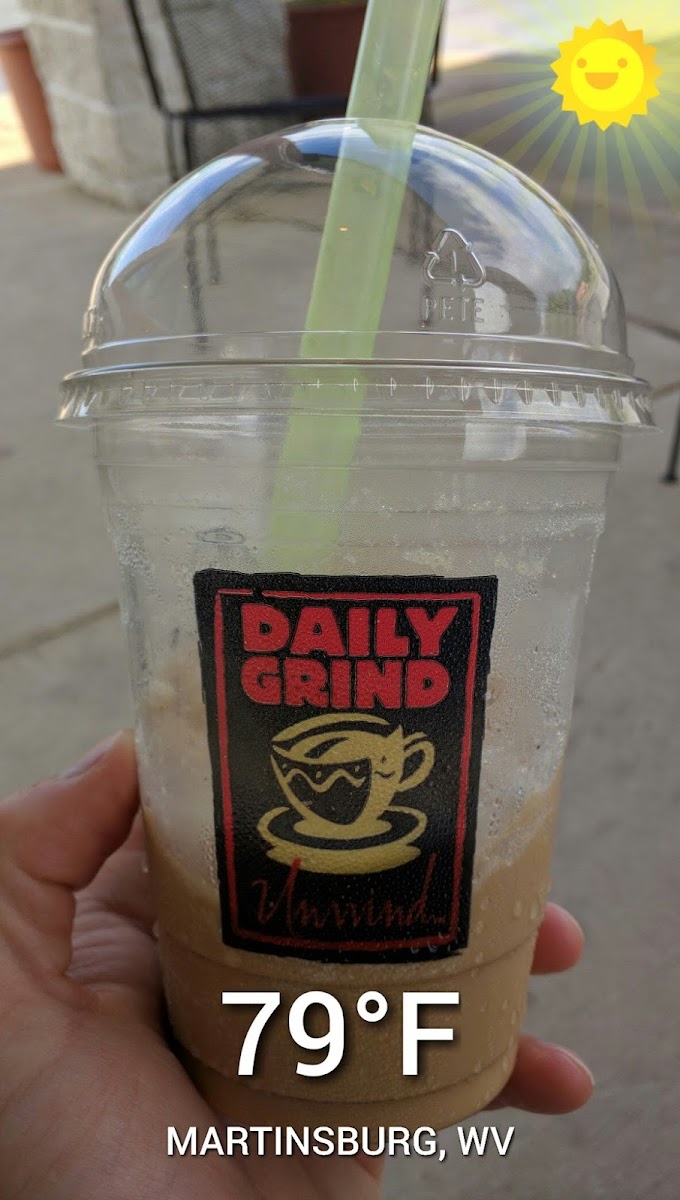 PETE
DAILY
GRIND
Unwind...
79°F
MARTINSBURG, WV